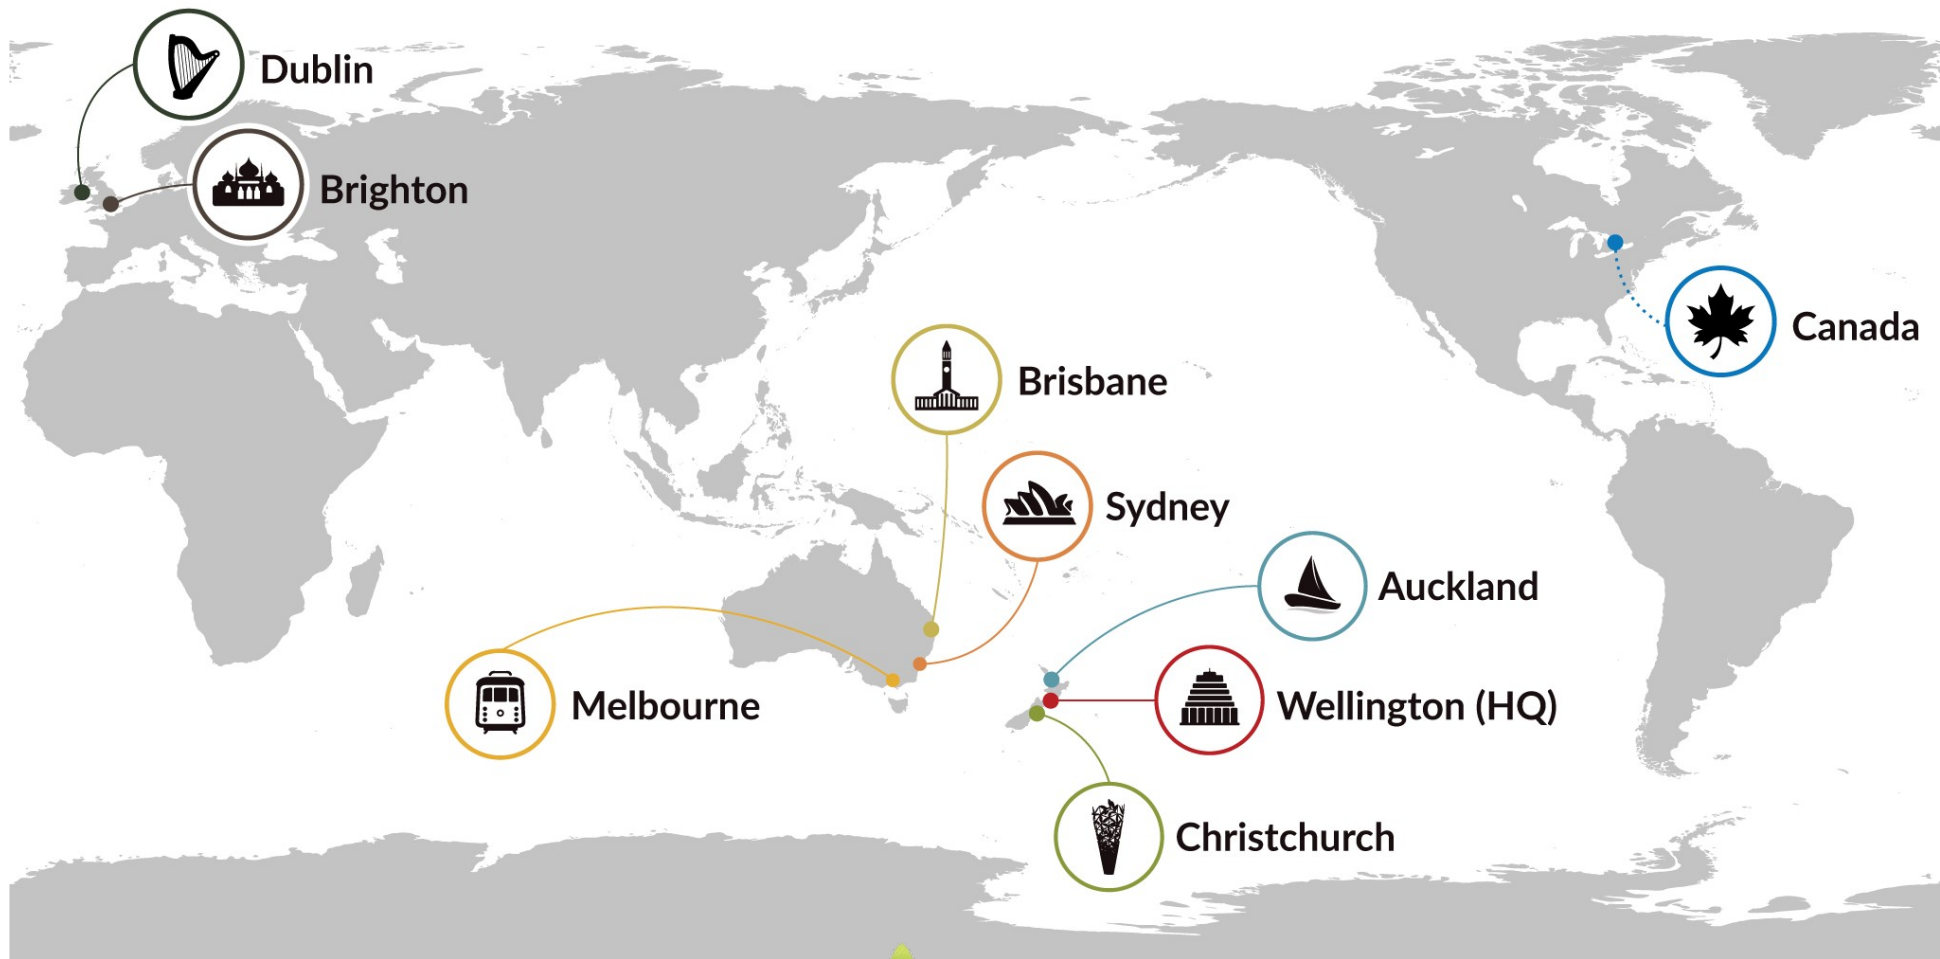 Dublin
Brighton
Canada
Brisbane
Sydney
Auckland
Melbourne
Wellington (HQ)
Christchurch